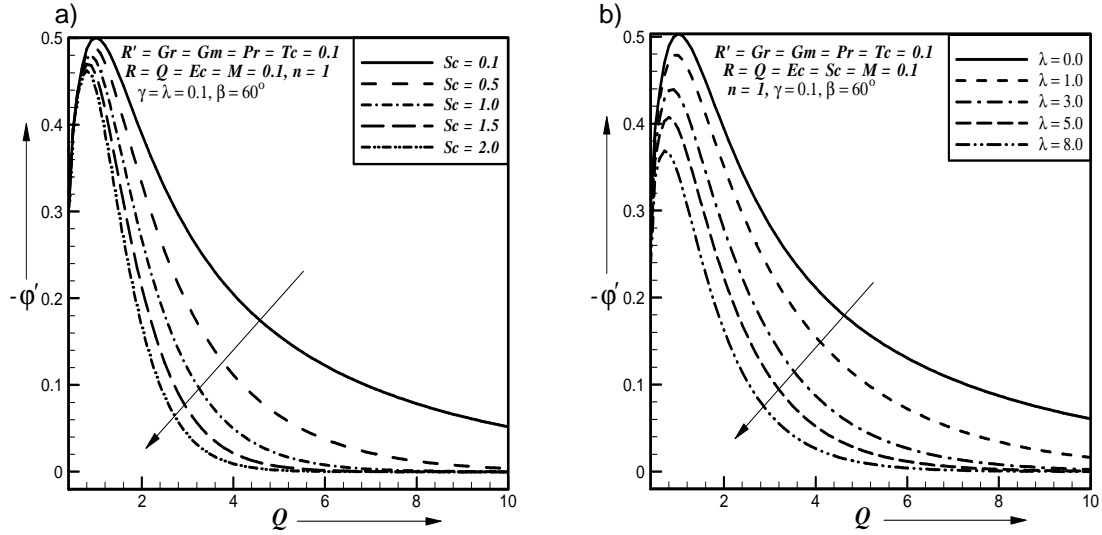 a)
R' = Gr = Gm = Pr = Tc = 0.1
R = Q = Ec = M = 0.1, n = 1
γ = λ = 0.1, β = 60°
Sc = 0.1
Sc = 0.5
Sc = 1.0
Sc = 1.5
Sc = 2.0
0.5
0.4
0.3
0.2
0.1
0
-φ'
2
4
6
8
10
Q
b)
R' = Gr = Gm = Pr = Tc = 0.1
R = Q = Ec = Sc = M = 0.1
n = 1, γ = 0.1, β = 60°
λ = 0.0
λ = 1.0
λ = 3.0
λ = 5.0
λ = 8.0
0.5
0.4
0.3
0.2
0.1
0
-φ'
2
4
6
8
10
Q